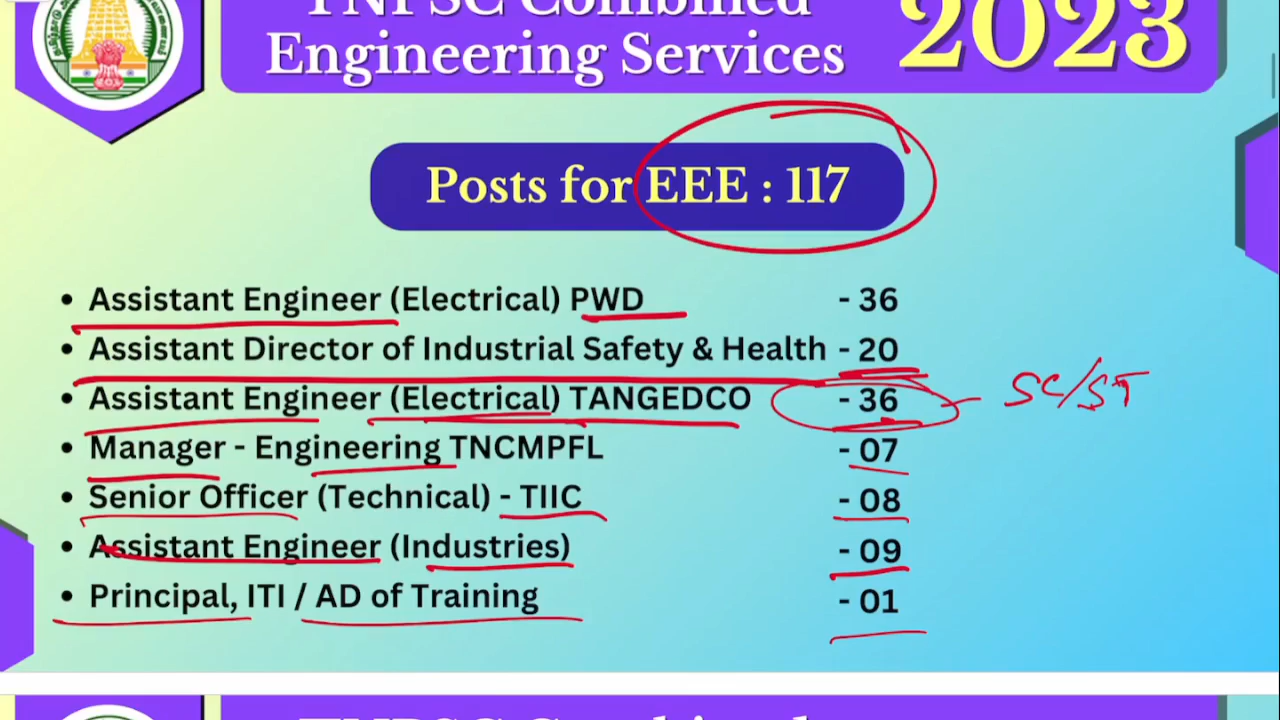 TNPSC Combined
Engineering Services
2023
Posts for EEE : 117
• Assistant Engineer (Electrical) PWD - 36
• Assistant Director of Industrial Safety & Health - 20
• Assistant Engineer (Electrical) TANGEDCO - 36 - SC/ST
• Manager - Engineering TNCMPFL - 07
• Senior Officer (Technical) - TIIC - 08
• Assistant Engineer (Industries) - 09
• Principal, ITI / AD of Training - 01